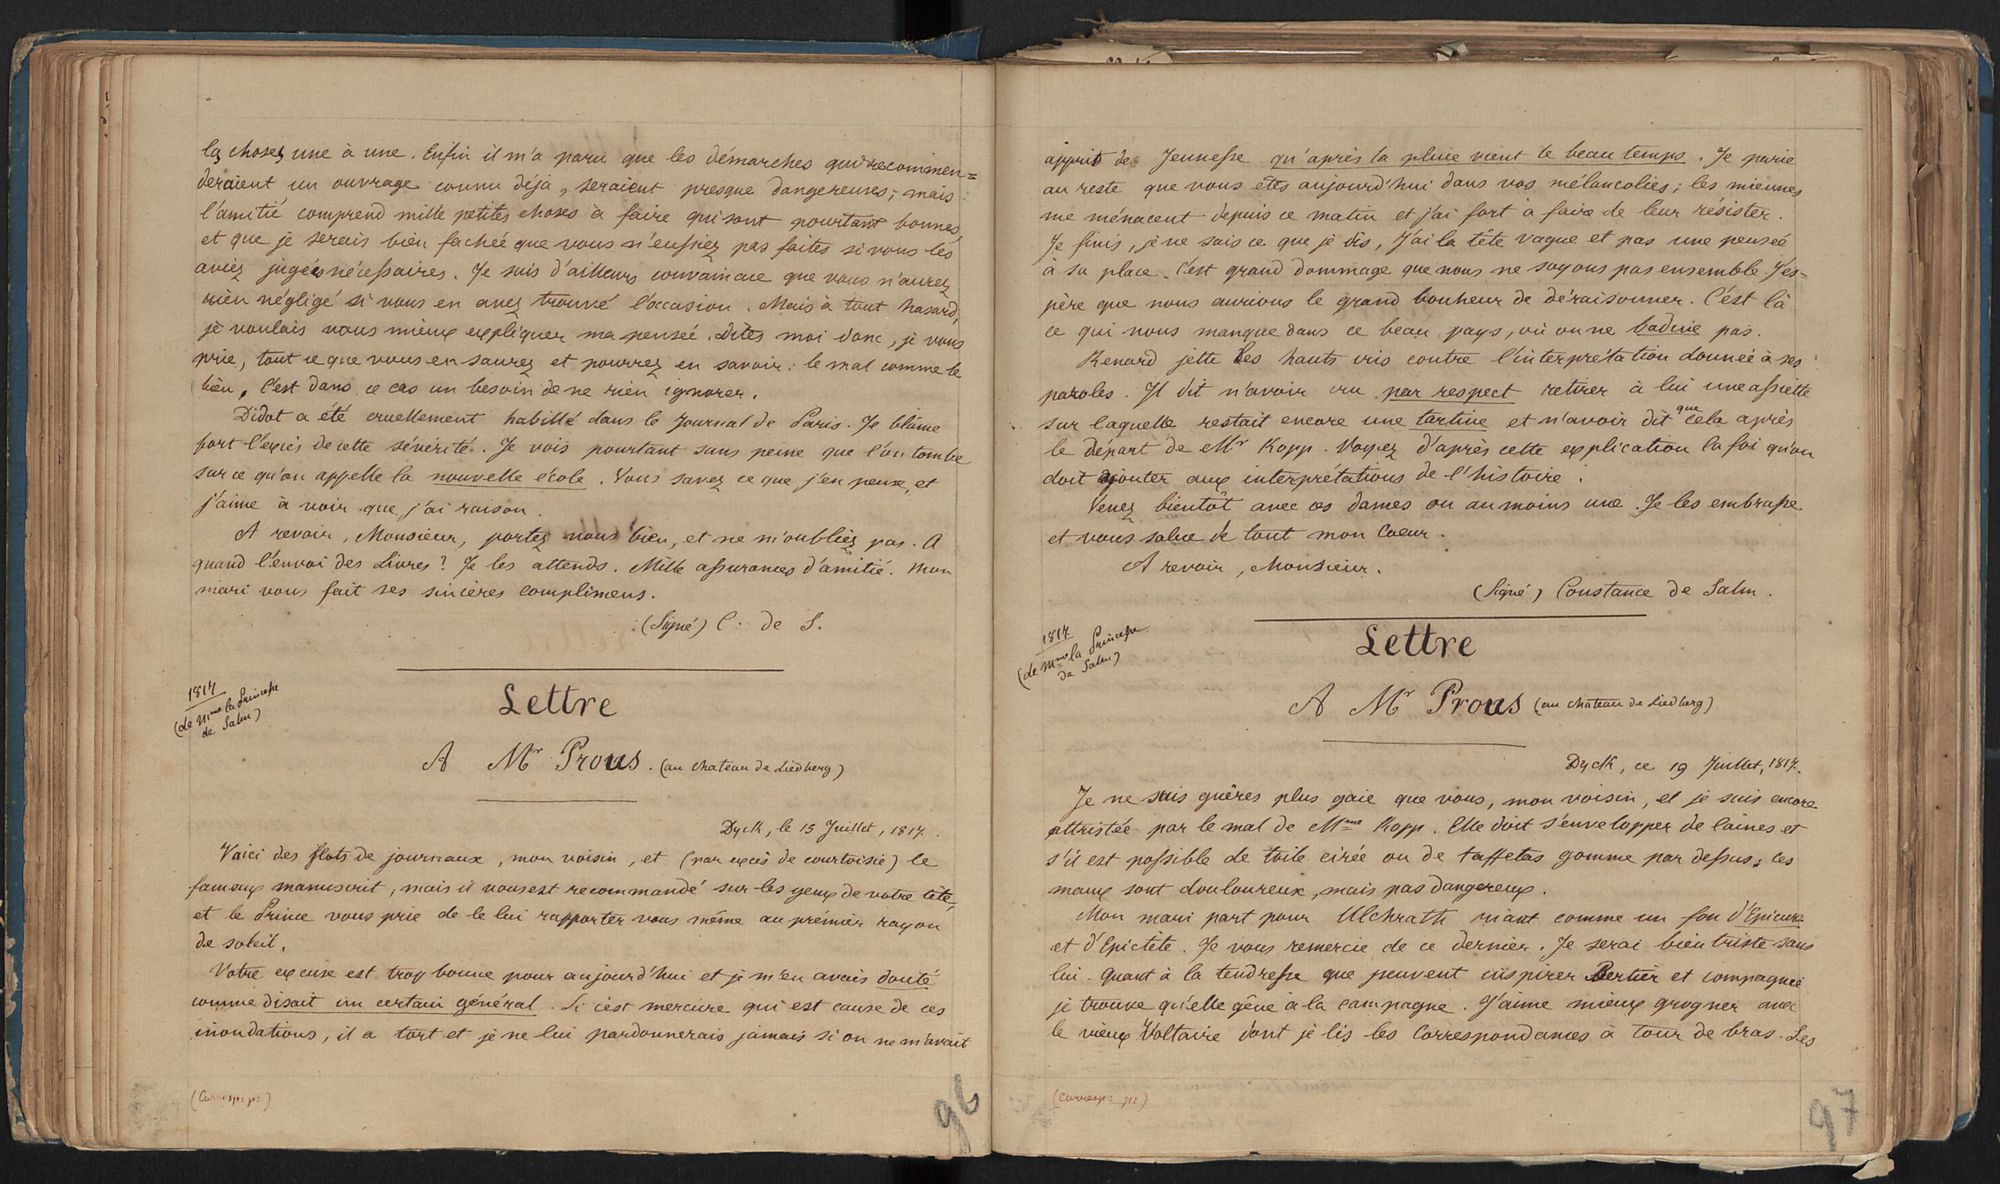 les choses une à une. Enfin il m'a paru que les démarches qui recommen=
deraient un ouvrage connu déjà, seraient presque dangereuses; mais
l'amitié comprend mille petites choses à faire qui sont pourtant bonnes,
et que je serais bien fachée que vous n'eussiez pas faites si vous les
aviez jugées nécessaires. Je suis d'ailleurs convaincue que vous n'aurez
rien négligé si vous en avez trouvé l'occasion. Mais à tout hasard,
je voulais vous mieux expliquer ma pensée. Dites moi donc, je vous
prie, tout ce que vous en saurez et pourrez en savoir: le mal comme le
bien, c'est dans ce cas un besoin de ne rien ignorer.
Didot a été cruellement habillé dans le Journal de Paris. Je blâme
fort l'excès de cette sévérité. Je vois pourtant sans peine que l'on tombe
sur ce qu'on appelle la nouvelle école. Vous savez ce que j'en pense, et
j'aime à voir que j'ai raison.
A revoir, Monsieur, portez vous bien, et ne m'oubliez pas. A
quand l'envoi des Livres? Je les attends. Mille assurances d'amitié. Mon
mari vous fait ses sincères complimens.
(Signé) C. de S.
1817
(de Mme la Princesse
de Salm)
Lettre
A Mr Prous. (au chateau de Liedberg)
Dyck, le 15 Juillet, 1817.
Voici des flots de journaux, mon voisin, et (par excès de courtoisie) le
fameux manuscrit, mais il vous est recommandé sur les yeux de votre tête,
et le Prince vous prie de le lui rapporter vous même au premier rayon
de soleil.
Votre excuse est trop bonne pour aujourd'hui et je m'en avais douté
comme disait un certain général. Si c'est mercure qui est cause de ces
inondations, il a tort et je ne lui pardonnerais jamais si on ne m'avait
(Corresp: p:)
96
appris de Jeunesse qu'après la pluie vient le beau temps. Je parie
au reste que vous êtes aujourd'hui dans vos mélancolies; les miennes
me ménacent depuis ce matin et j'ai fort à faire de leur résister.
Je finis, je ne sais ce que je dis, j'ai la tête vague et pas une pensée
à sa place. C'est grand dommage que nous ne soyons pas ensemble. J'es=
père que nous aurions le grand bonheur de déraisonner. C'est là
ce qui nous manque dans ce beau pays, où on ne badine pas.
Renard jette les hauts cris contre l'interprétation donnée à ses
paroles. Il dit n'avoir cru par respect retirer à lui une assiette
sur laquelle restait encore une tartine et n'avoir dit que cela après
le départ de Mr Kopp. Voyez d'après cette explication la foi qu'on
doit ajouter aux interprétations de l'histoire.
Venez bientôt avec ces dames ou au moins une. Je les embrasse
et vous salue de tout mon Coeur.
A revoir, Monsieur.
(Signé) Constance de Salm.
1817
(de Mme la Princesse
de Salm)
Lettre
A Mr Prous (au chateau de Liedberg)
Dyck, ce 19 Juillet, 1817.
Je ne suis guères plus gaie que vous, mon voisin, et je suis encore
attristée par le mal de Mme Kopp. Elle doit s'envelopper de laines et
s'il est possible de toile cirée ou de taffetas gomme par dessus; ces
maux sont douloureux, mais pas dangereux.
Mon mari part pour Alchrath riant comme un fou d'Epicure
et d'Epictète. Je vous remercie de ce dernier. Je serai bien triste sans
lui. Quant à la tendresse que peuvent inspirer Bertier et compagnie
je trouve qu'elle gêne à la campagne. J'aime mieux grogner avec
le vieux Voltaire dont je lis les Correspondances à tour de bras. Les
(Corresp: p:)
97